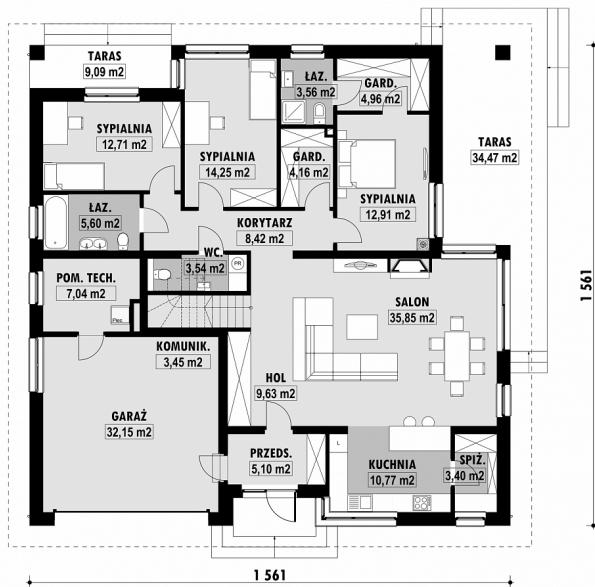 TARAS
9,09 m2
ŁAZ.
3,56 m2
GARD.
4,96 m2
SYPIALNIA
12,71 m2
SYPIALNIA
14,25 m2
GARD.
4,16 m2
TARAS
34,47 m2
SYPIALNIA
12,91 m2
ŁAZ.
5,60 m2
KORYTARZ
8,42 m2
WC.
3,54 m2
PR
POM. TECH.
7,04 m2
Piec
SALON
35,85 m2
1 561
KOMUNIK.
3,45 m2
HOL
9,63 m2
GARAŻ
32,15 m2
PRZEDS.
5,10 m2
L
KUCHNIA
10,77 m2
SPIŻ.
3,40 m2
1 561